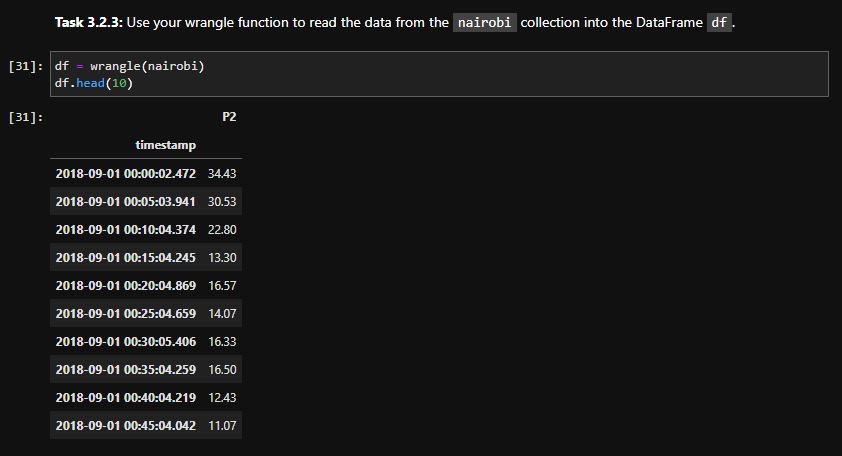 Task 3.2.3: Use your wrangle function to read the data from the nairobi collection into the DataFrame df.
[31]: df = wrangle(nairobi)
df.head(10)
[31]: P2
timestamp
2018-09-01 00:00:02.472 34.43
2018-09-01 00:05:03.941 30.53
2018-09-01 00:10:04.374 22.80
2018-09-01 00:15:04.245 13.30
2018-09-01 00:20:04.869 16.57
2018-09-01 00:25:04.659 14.07
2018-09-01 00:30:05.406 16.33
2018-09-01 00:35:04.259 16.50
2018-09-01 00:40:04.219 12.43
2018-09-01 00:45:04.042 11.07